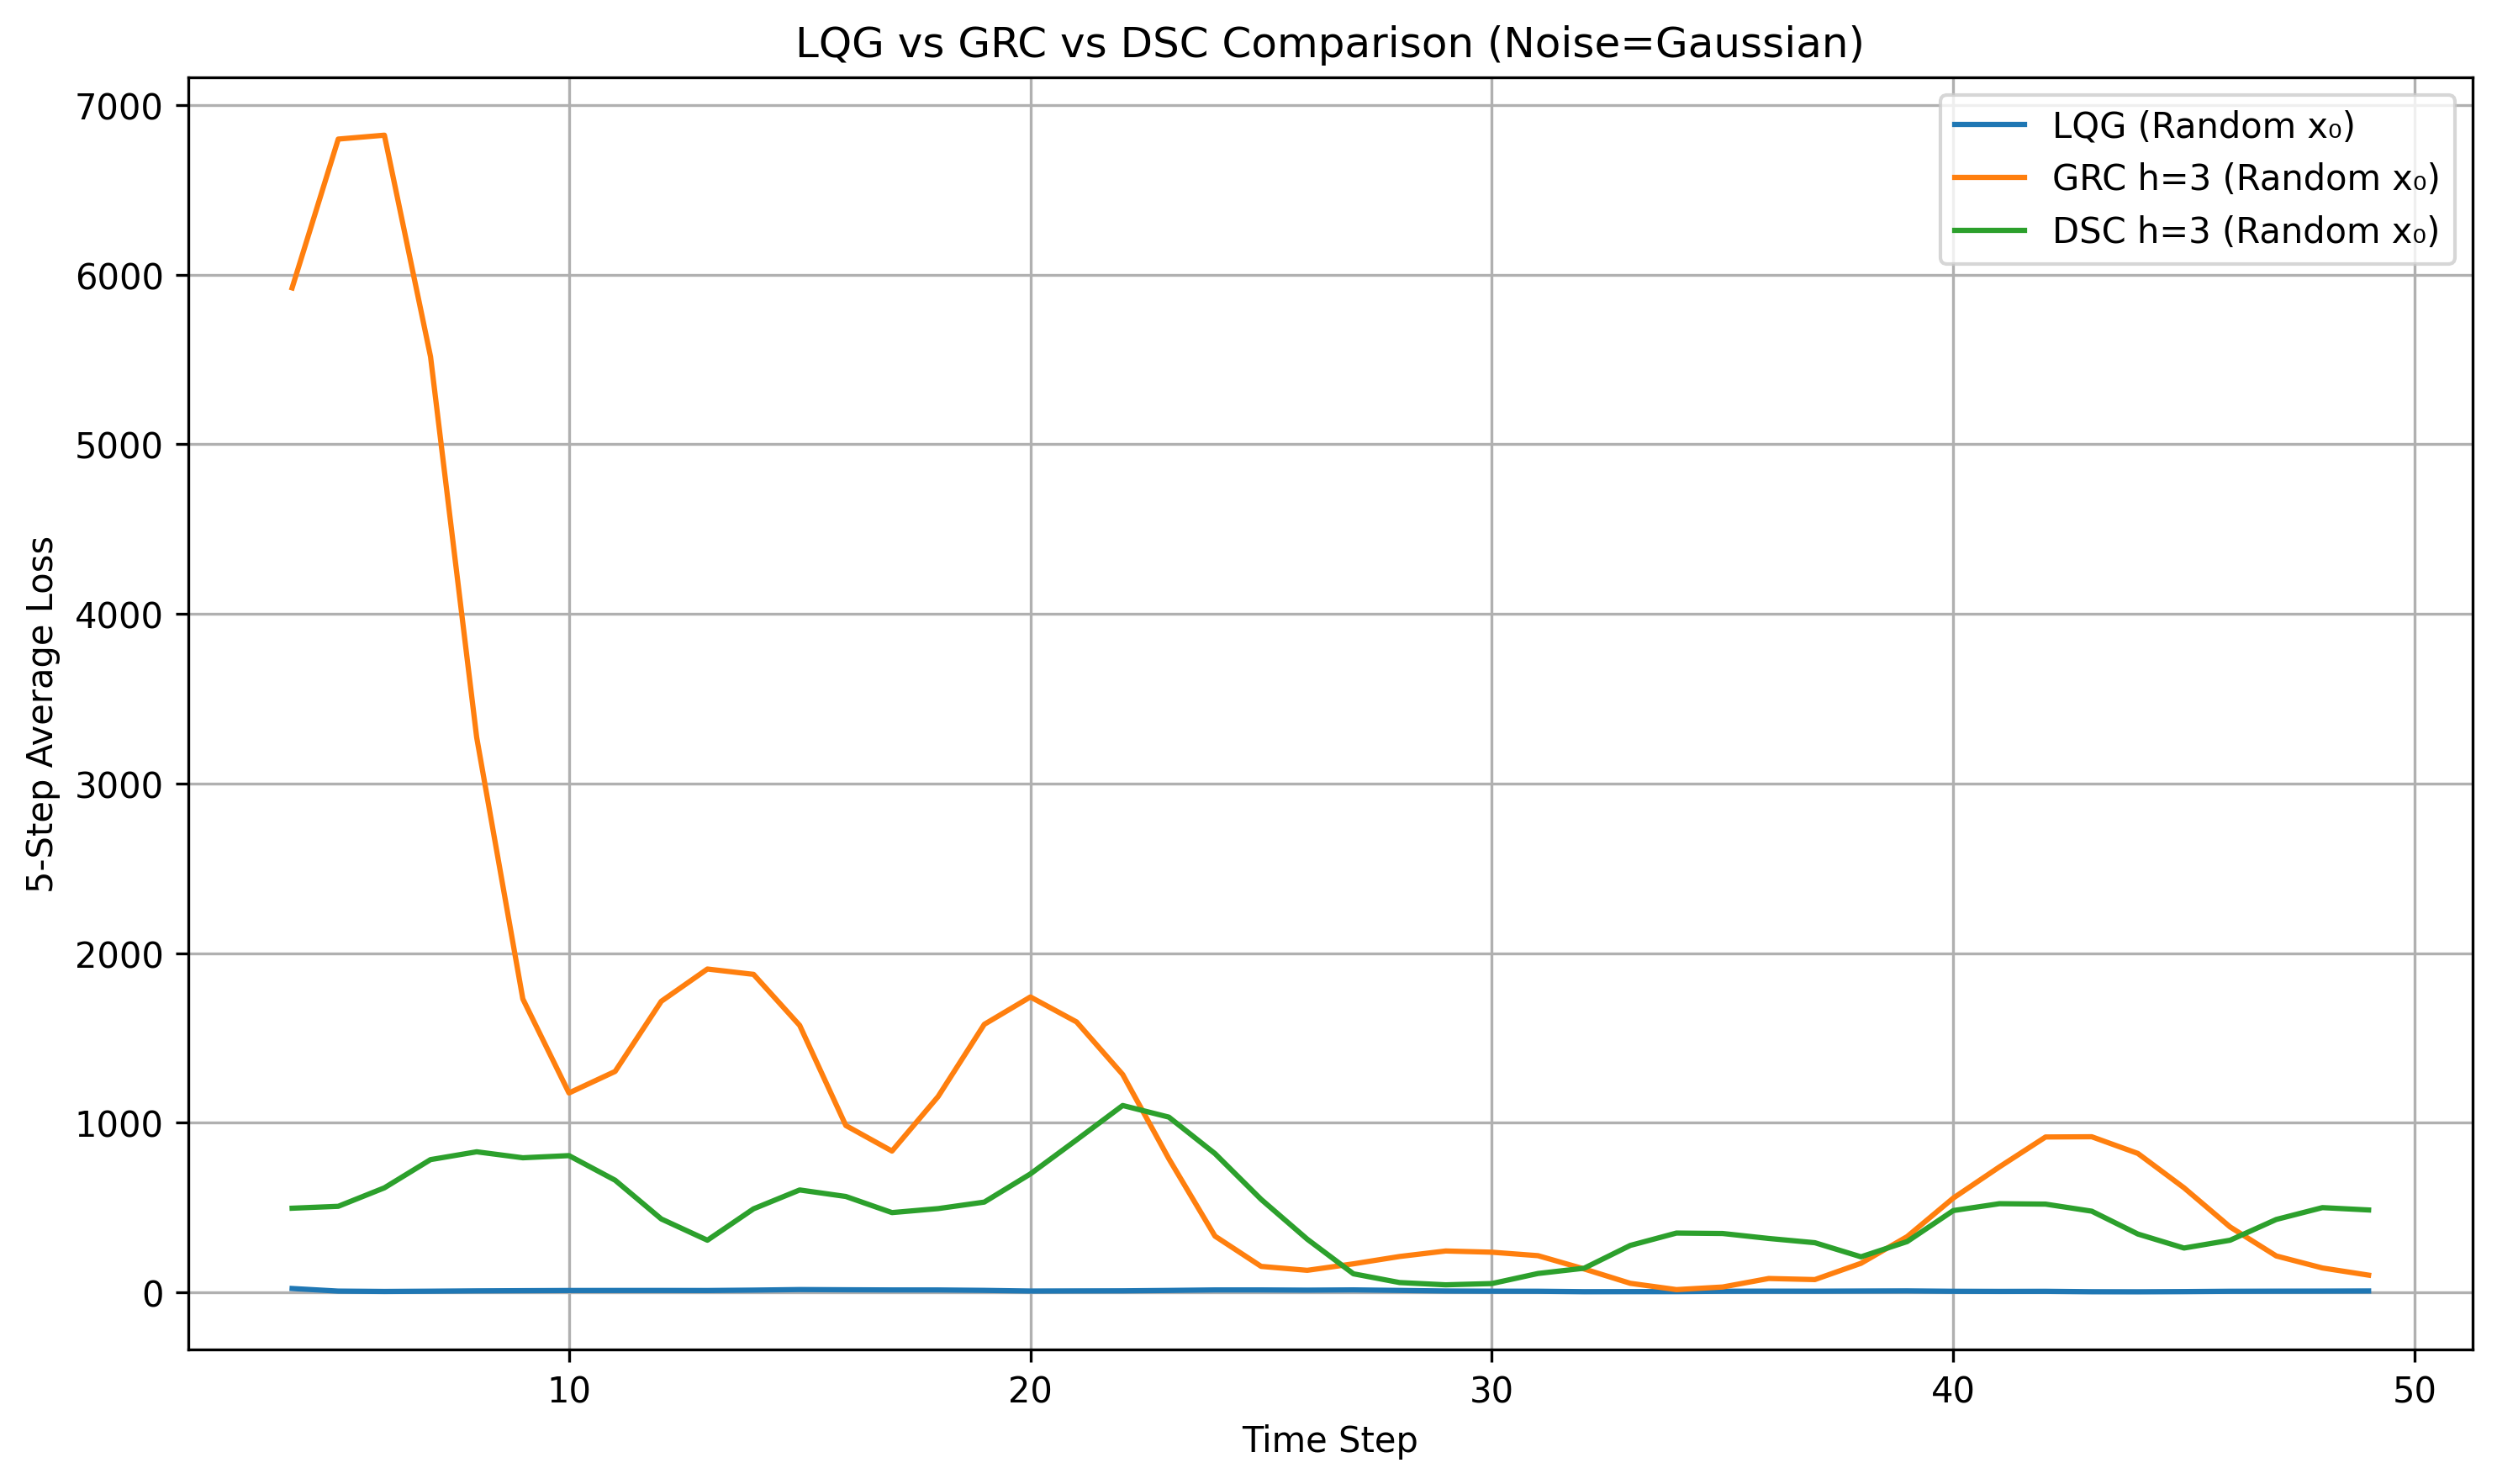 LQG vs GRC vs DSC Comparison (Noise=Gaussian)
7000
6000
5000
4000
3000
2000
1000
0
5-Step Average Loss
LQG (Random x₀)
GRC h=3 (Random x₀)
DSC h=3 (Random x₀)
10
20
30
40
50
Time Step